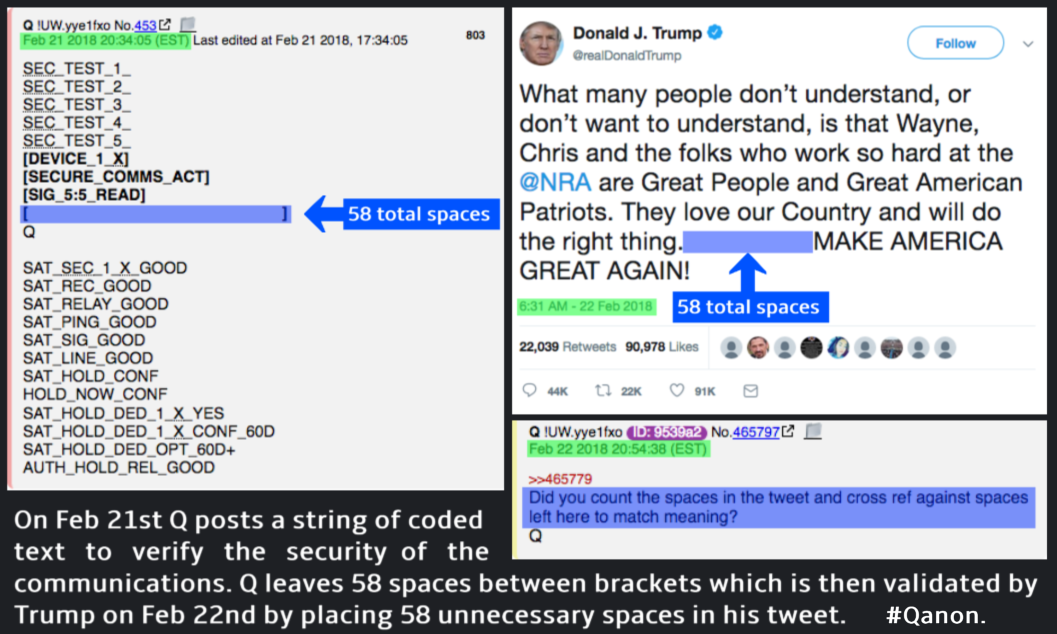 Q !UW.yye1fxo No.453
Feb 21 2018 20:34:05 (EST) Last edited at Feb 21 2018, 17:34:05
803
SEC_TEST_1_
SEC_TEST_2_
SEC_TEST_3_
SEC_TEST_4_
SEC_TEST_5_
[DEVICE_1_X]
[SECURE_COMMS_ACT]
[SIG_5:5_READ]
[ ]
58 total spaces
Q
SAT_SEC_1_X_GOOD
SAT_REC_GOOD
SAT_RELAY_GOOD
SAT_PING_GOOD
SAT_SIG_GOOD
SAT_LINE_GOOD
SAT_HOLD_CONF
HOLD_NOW_CONF
SAT_HOLD_DED_1_X_YES
SAT_HOLD_DED_1_X_CONF_60D
SAT_HOLD_DED_OPT_60D+
AUTH_HOLD_REL_GOOD
Donald J. Trump
@realDonaldTrump
Follow
What many people don’t understand, or
don’t want to understand, is that Wayne,
Chris and the folks who work so hard at the
@NRA are Great People and Great American
Patriots. They love our Country and will do
the right thing. MAKE AMERICA
GREAT AGAIN!
6:31 AM - 22 Feb 2018
58 total spaces
22,039 Retweets 90,978 Likes
44K 22K 91K
Q !UW.yye1fxo ID: 9539a2 No.465797
Feb 22 2018 20:54:38 (EST)
>>465779
Did you count the spaces in the tweet and cross ref against spaces
left here to match meaning?
Q
On Feb 21st Q posts a string of coded
text to verify the security of the
communications. Q leaves 58 spaces between brackets which is then validated by
Trump on Feb 22nd by placing 58 unnecessary spaces in his tweet. #Qanon.